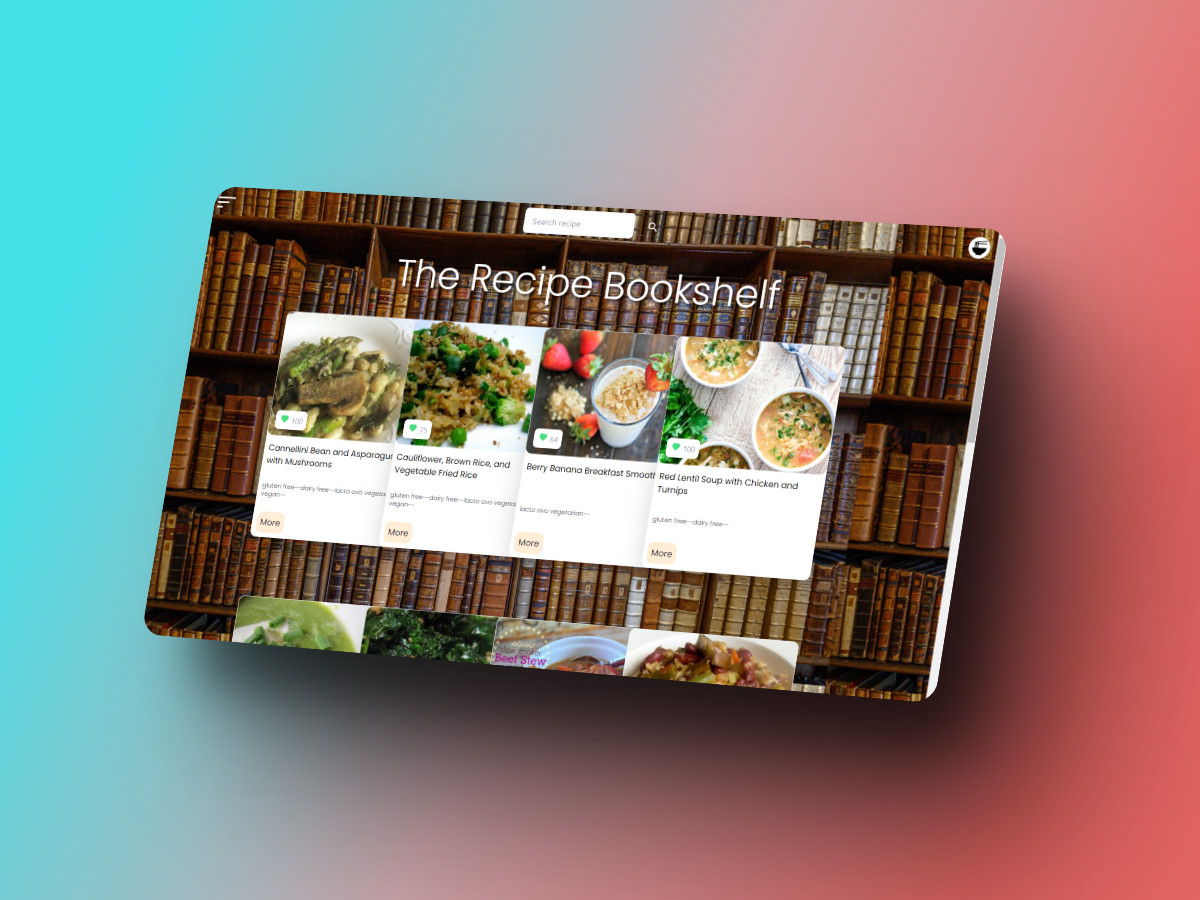 Search recipe
The Recipe Bookshelf
100
Cannellini Bean and Asparagus
with Mushrooms
gluten free--dairy free--lacto ovo
vegan--
More
75
Cauliflower, Brown Rice, and
Vegetable Fried Rice
gluten free--dairy free--lacto ovo
vegan--
More
64
Berry Banana Breakfast
lacto ovo vegetarian--
More
100
Red Lentil Soup with Chicken and
Turnips
gluten free--dairy free--
More
slow cooker
Beef Stew